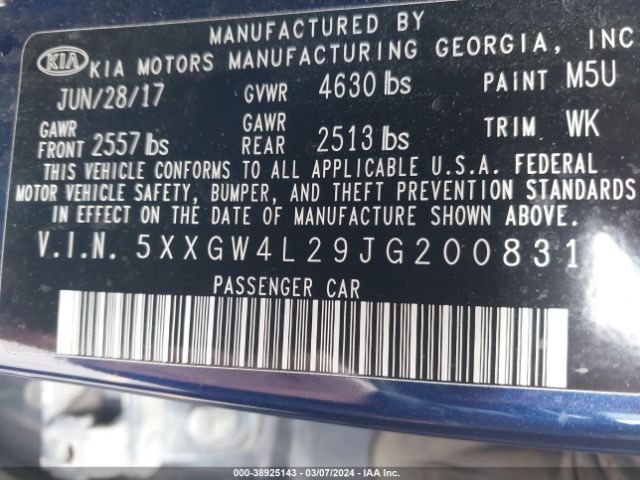 MANUFACTURED BY
KIA KIA MOTORS MANUFACTURING GEORGIA, INC
JUN/28/17 GVWR 4630 lbs PAINT M5U
GAWR FRONT 2557 lbs GAWR REAR 2513 lbs TRIM WK
THIS VEHICLE CONFORMS TO ALL APPLICABLE U.S.A. FEDERAL
MOTOR VEHICLE SAFETY, BUMPER, AND THEFT PREVENTION STANDARDS
IN EFFECT ON THE DATE OF MANUFACTURE SHOWN ABOVE.
V.I.N. 5XXGW4L29JG200831
PASSENGER CAR
000-38925143 - 03/07/2024 - IAA Inc.